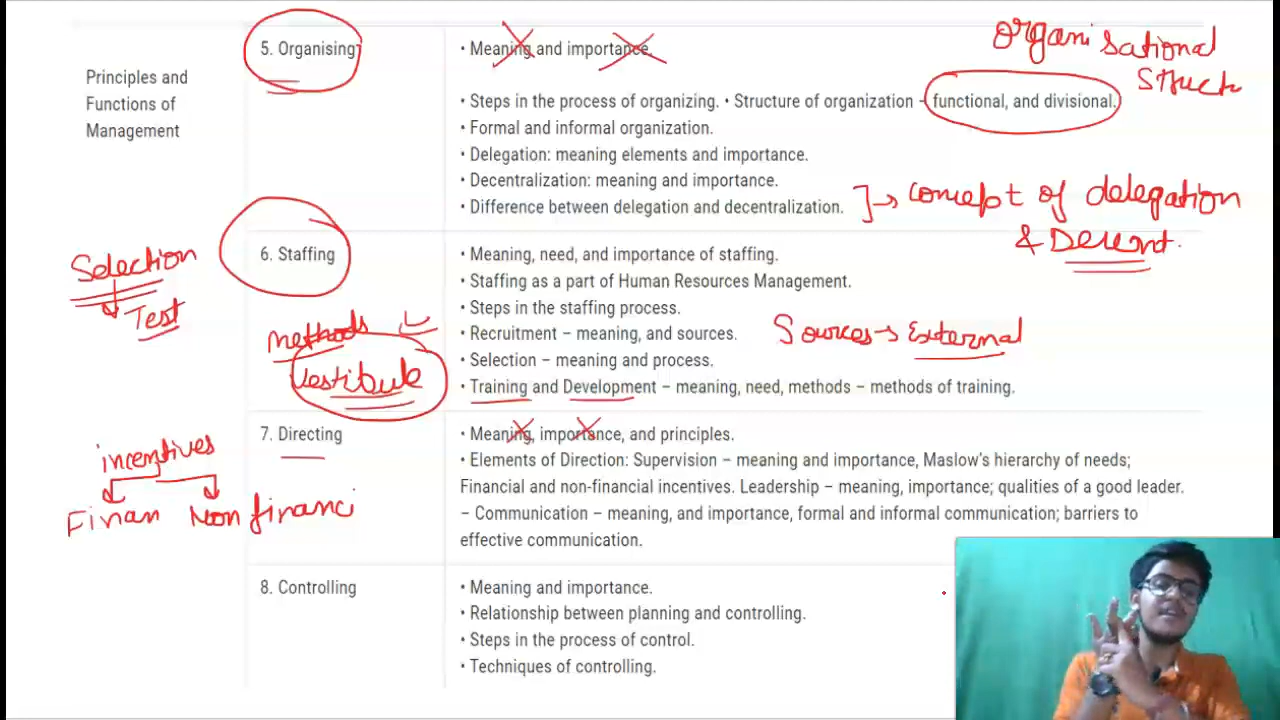 5. Organising
• Meaning and importance.
organisational
Struct
Principles and
Functions of
Management
• Steps in the process of organizing. • Structure of organization – functional, and divisional.
• Formal and informal organization.
• Delegation: meaning elements and importance.
• Decentralization: meaning and importance.
• Difference between delegation and decentralization.
] → concept of delegation
& Decent.
6. Staffing
• Meaning, need, and importance of staffing.
• Staffing as a part of Human Resources Management.
• Steps in the staffing process.
• Recruitment – meaning, and sources.
• Selection – meaning and process.
• Training and Development – meaning, need, methods – methods of training.
Selection
Test
methods
Vestibule
Sources → External
7. Directing
• Meaning, importance, and principles.
• Elements of Direction: Supervision – meaning and importance, Maslow's hierarchy of needs;
Financial and non-financial incentives. Leadership – meaning, importance; qualities of a good leader.
– Communication – meaning, and importance, formal and informal communication; barriers to
effective communication.
incentives
Finan Non financi
8. Controlling
• Meaning and importance.
• Relationship between planning and controlling.
• Steps in the process of control.
• Techniques of controlling.